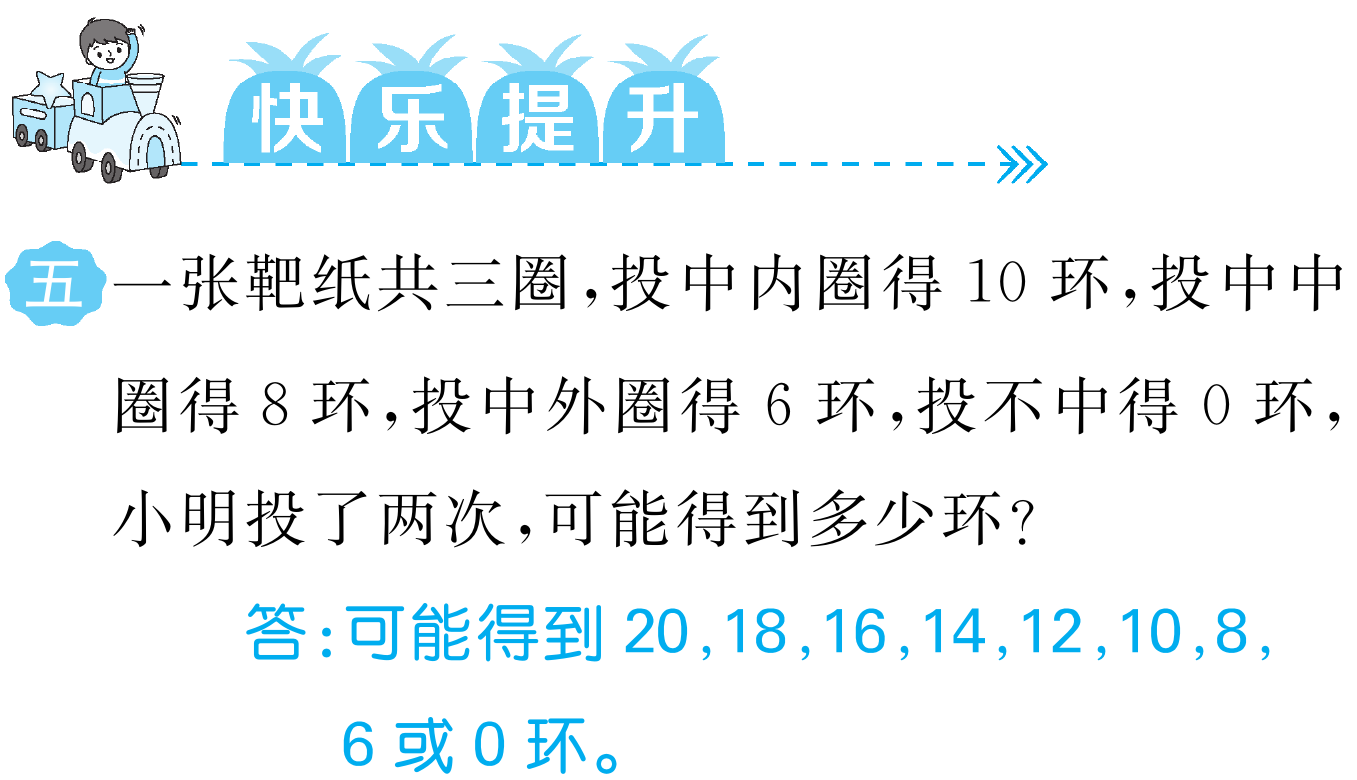 快乐提升
五 一张靶纸共三圈,投中内圈得 10 环,投中中
圈得 8 环,投中外圈得 6 环,投不中得 0 环,
小明投了两次,可能得到多少环?
答:可能得到 20,18,16,14,12,10,8,
6 或 0 环。